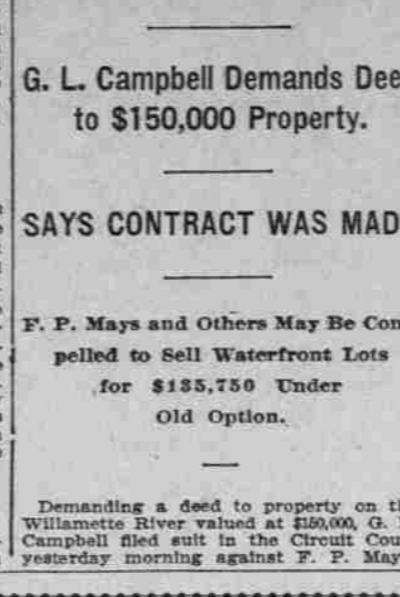 G. L. Campbell Demands Dee
to $150,000 Property.
SAYS CONTRACT WAS MAD
F. P. Mays and Others May Be Com
pelled to Sell Waterfront Lots
for $135,750 Under
Old Option.
Demanding a deed to property on th
Willamette River valued at $150,000, G. L
Campbell filed suit in the Circuit Cou
yesterday morning against F. P. May